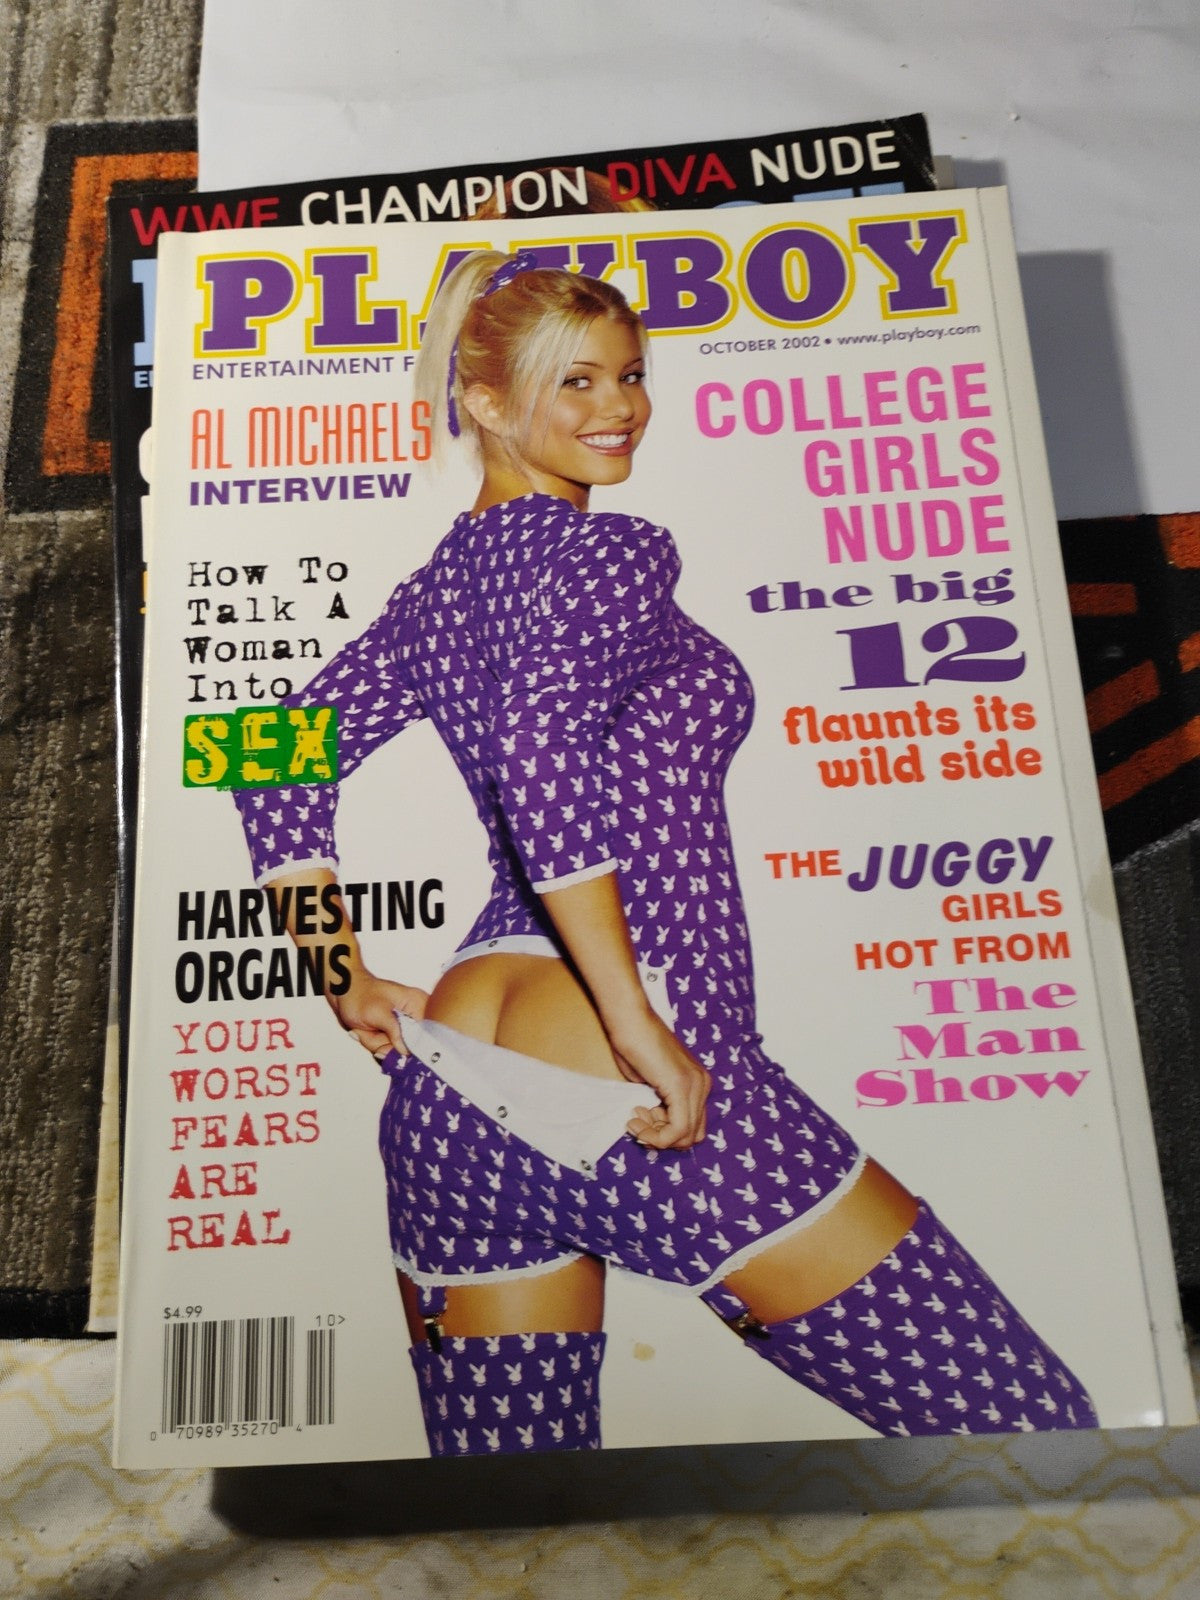 WWE CHAMPION DIVA NUDE
PLAYBOY
ENTERTAINMENT F
OCTOBER 2002 • www.playboy.com
AL MICHAELS
INTERVIEW
How To
Talk A
Woman
Into
SEX
HARVESTING
ORGANS
YOUR
WORST
FEARS
ARE
REAL
COLLEGE
GIRLS
NUDE
the big
12
flaunts its
wild side
THE JUGGY
GIRLS
HOT FROM
The
Man
Show
$4.99
10>
0 70989 35270 4